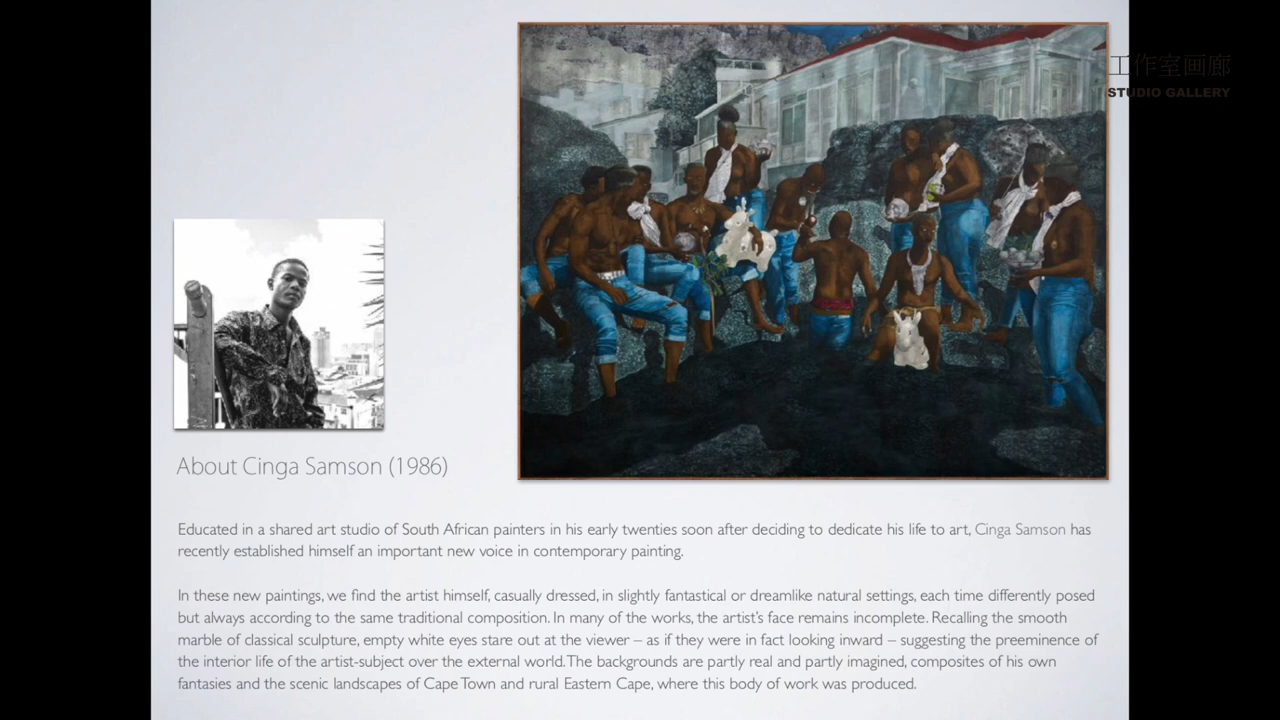 工作室画廊
STUDIO GALLERY
About Cinga Samson (1986)
Educated in a shared art studio of South African painters in his early twenties soon after deciding to dedicate his life to art, Cinga Samson has
recently established himself an important new voice in contemporary painting.
In these new paintings, we find the artist himself, casually dressed, in slightly fantastical or dreamlike natural settings, each time differently posed
but always according to the same traditional composition. In many of the works, the artist's face remains incomplete. Recalling the smooth
marble of classical sculpture, empty white eyes stare out at the viewer – as if they were in fact looking inward – suggesting the preeminence of
the interior life of the artist-subject over the external world. The backgrounds are partly real and partly imagined, composites of his own
fantasies and the scenic landscapes of Cape Town and rural Eastern Cape, where this body of work was produced.